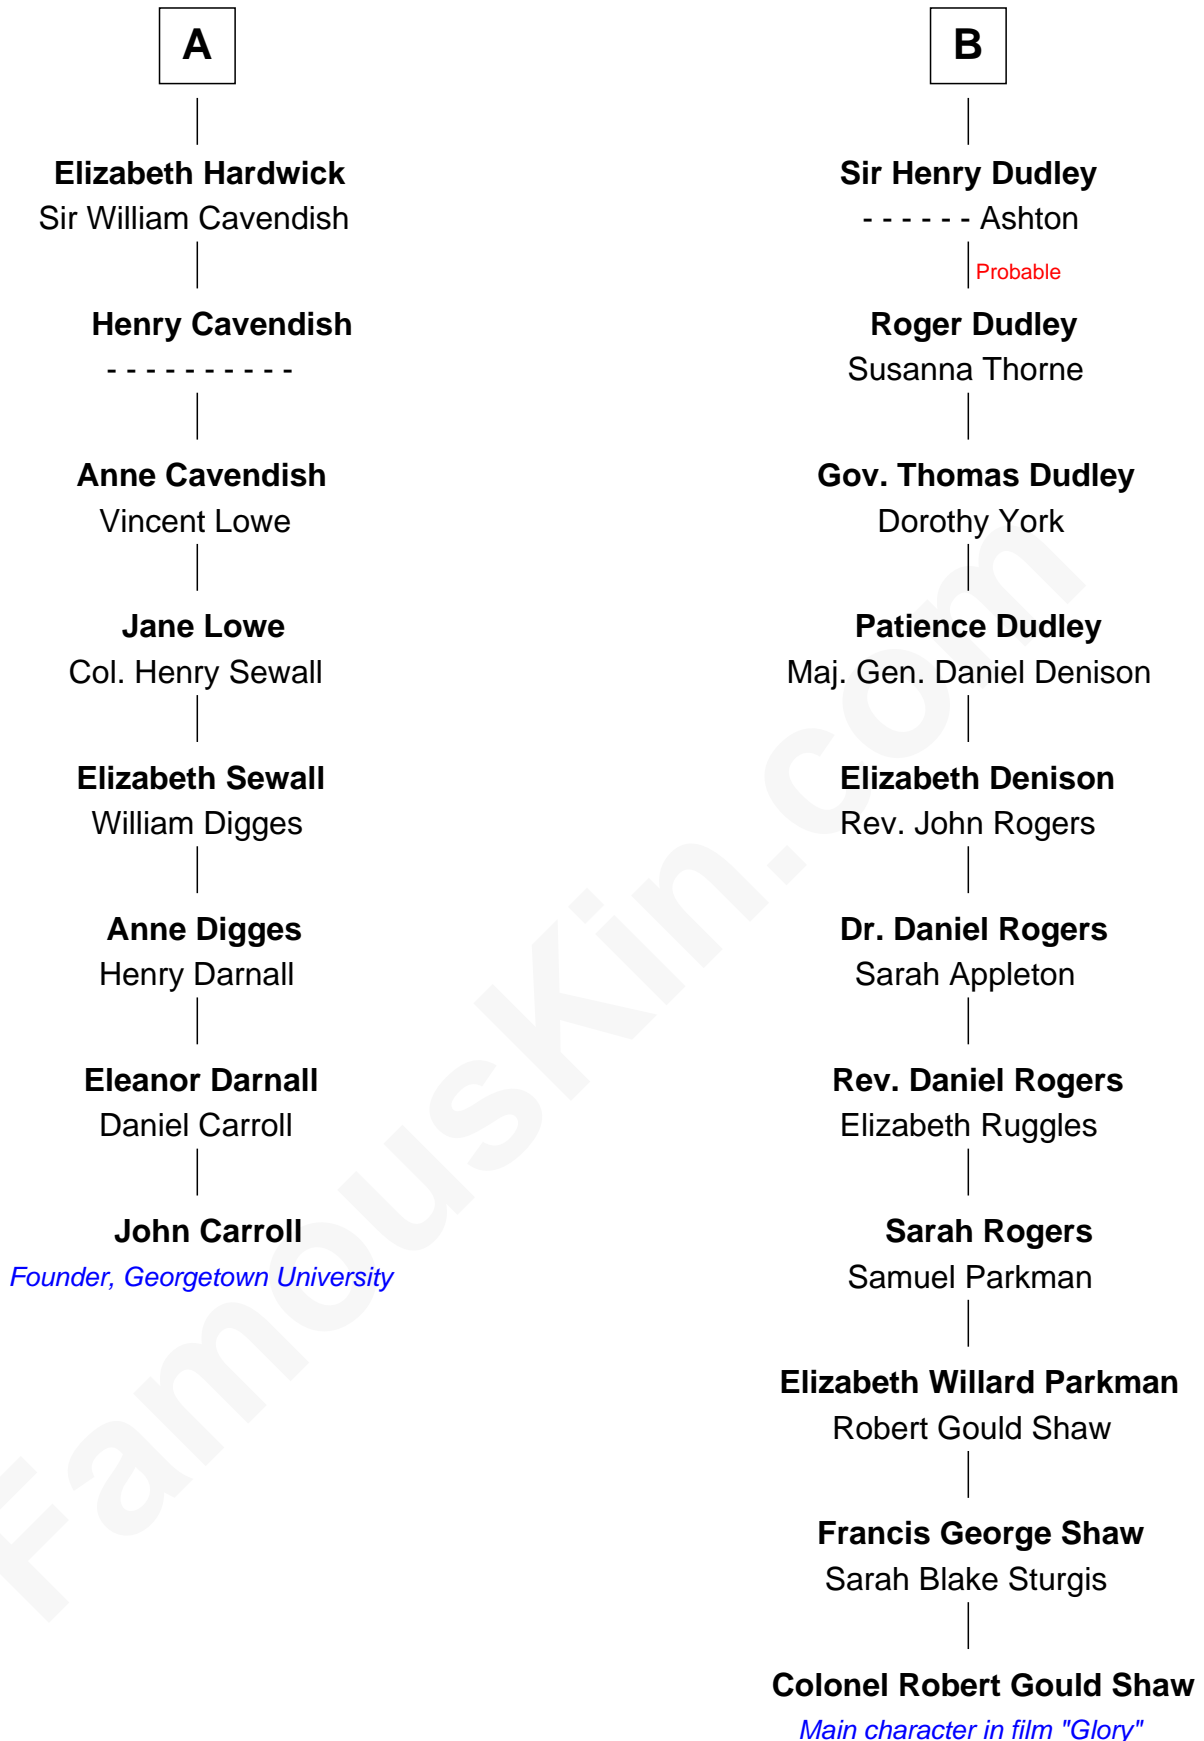 A
Elizabeth Hardwick
Sir William Cavendish
Henry Cavendish
- - - - - - - - - -
Anne Cavendish
Vincent Lowe
Jane Lowe
Col. Henry Sewall
Elizabeth Sewall
William Digges
Anne Digges
Henry Darnall
Eleanor Darnall
Daniel Carroll
John Carroll
Founder, Georgetown University
B
Sir Henry Dudley
- - - - - - Ashton
Probable
Roger Dudley
Susanna Thorne
Gov. Thomas Dudley
Dorothy York
Patience Dudley
Maj. Gen. Daniel Denison
Elizabeth Denison
Rev. John Rogers
Dr. Daniel Rogers
Sarah Appleton
Rev. Daniel Rogers
Elizabeth Ruggles
Sarah Rogers
Samuel Parkman
Elizabeth Willard Parkman
Robert Gould Shaw
Francis George Shaw
Sarah Blake Sturgis
Colonel Robert Gould Shaw
Main character in film "Glory"
FamousKin.com